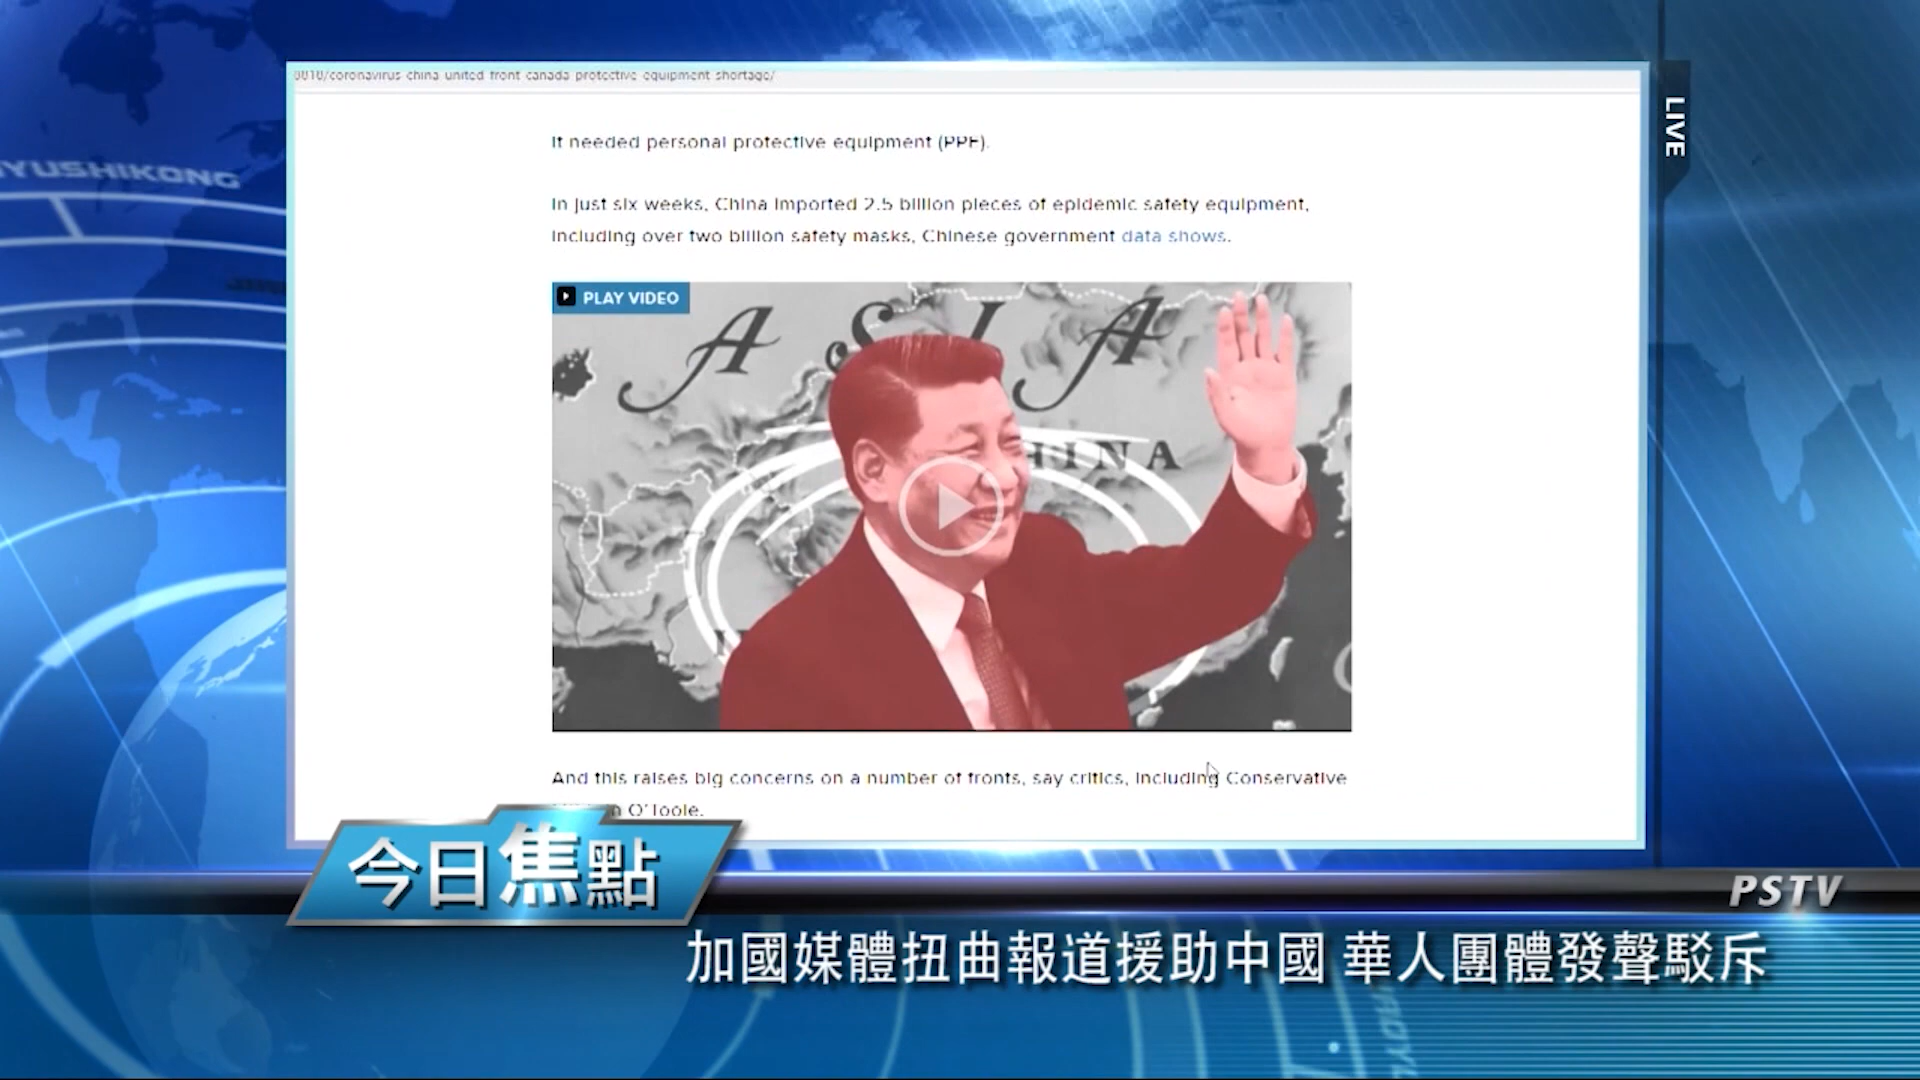 0818/coronavirus-china-united-front-canada-protective-equipment-shortage/
LIVE
It needed personal protective equipment (PPE).
In just six weeks, China imported 2.5 billion pieces of epidemic safety equipment,
including over two billion safety masks, Chinese government data shows.
PLAY VIDEO
ASIA
CHINA
And this raises big concerns on a number of fronts, say critics, including Conservative
O'Toole.
今日焦點
PSTV
加國媒體扭曲報道援助中國 華人團體發聲駁斥